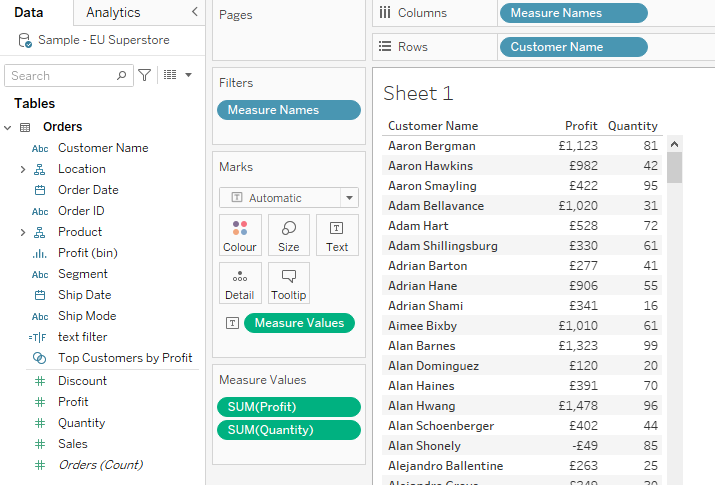 Data
Analytics
Sample - EU Superstore
Search
Tables
Orders
Abc Customer Name
Location
Order Date
Abc Order ID
Product
Profit (bin)
Abc Segment
Ship Date
Abc Ship Mode
=T|F text filter
Top Customers by Profit
Discount
Profit
Quantity
Sales
Orders (Count)
Pages
Filters
Measure Names
Marks
T Automatic
Colour Size Text
Detail Tooltip
T Measure Values
Measure Values
SUM(Profit)
SUM(Quantity)
Columns Measure Names
Rows Customer Name
Sheet 1
Customer Name Profit Quantity
Aaron Bergman £1,123 81
Aaron Hawkins £982 42
Aaron Smayling £422 95
Adam Bellavance £1,020 31
Adam Hart £528 72
Adam Shillingsburg £330 61
Adrian Barton £277 41
Adrian Hane £906 55
Adrian Shami £341 16
Aimee Bixby £1,010 61
Alan Barnes £1,323 99
Alan Dominguez £120 20
Alan Haines £391 70
Alan Hwang £1,478 96
Alan Schoenberger £402 44
Alan Shonely -£49 85
Alejandro Ballentine £263 25